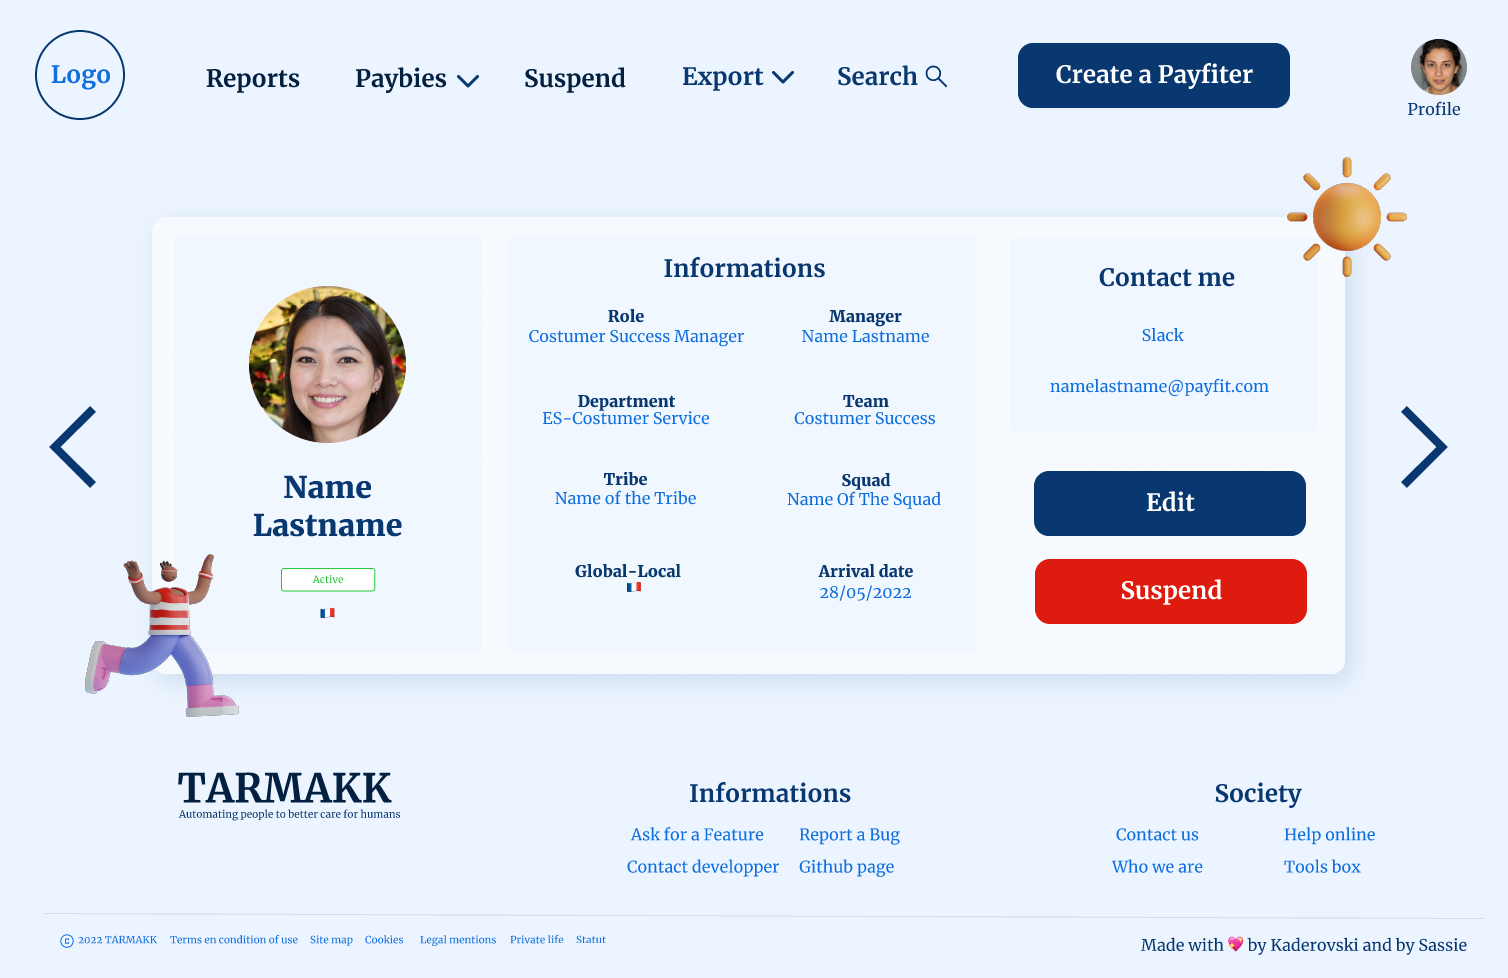 Logo
Reports
Paybies
Suspend
Export
Search
Create a Payfiter
Profile
Name
Lastname
Active
Informations
Role
Costumer Success Manager
Manager
Name Lastname
Department
ES-Costumer Service
Team
Costumer Success
Tribe
Name of the Tribe
Squad
Name Of The Squad
Global-Local
Arrival date
28/05/2022
Contact me
Slack
namelastname@payfit.com
Edit
Suspend
TARMAKK
Automating people to better care for humans
Informations
Ask for a Feature
Report a Bug
Contact developper
Github page
Society
Contact us
Help online
Who we are
Tools box
© 2022 TARMAKK
Terms en condition of use
Site map
Cookies
Legal mentions
Private life
Statut
Made with 💖 by Kaderovski and by Sassie